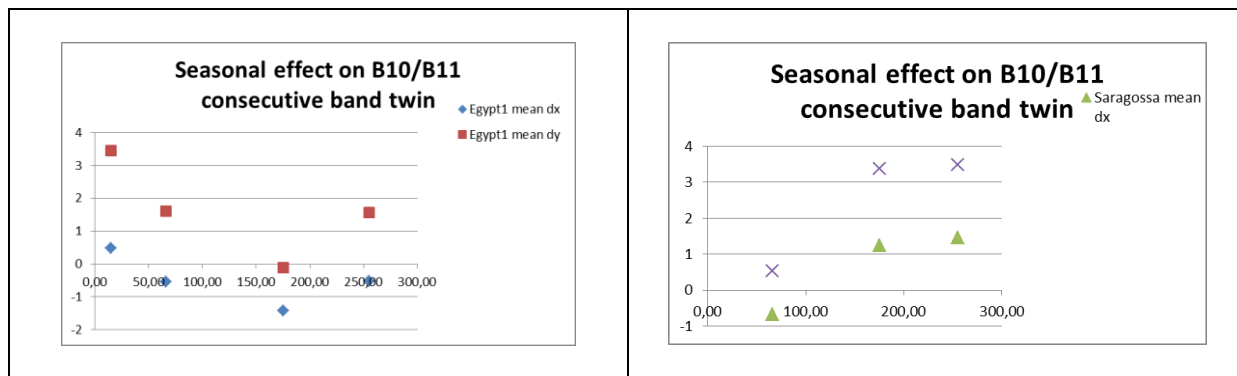 Seasonal effect on B10/B11
consecutive band twin
Egypt1 mean dx
Egypt1 mean dy
4
3
2
1
0
-1
-2
0,00 50,00 100,00 150,00 200,00 250,00 300,00
Seasonal effect on B10/B11
consecutive band twin
Saragossa mean
dx
4
3
2
1
0
-1
0,00 100,00 200,00 300,00